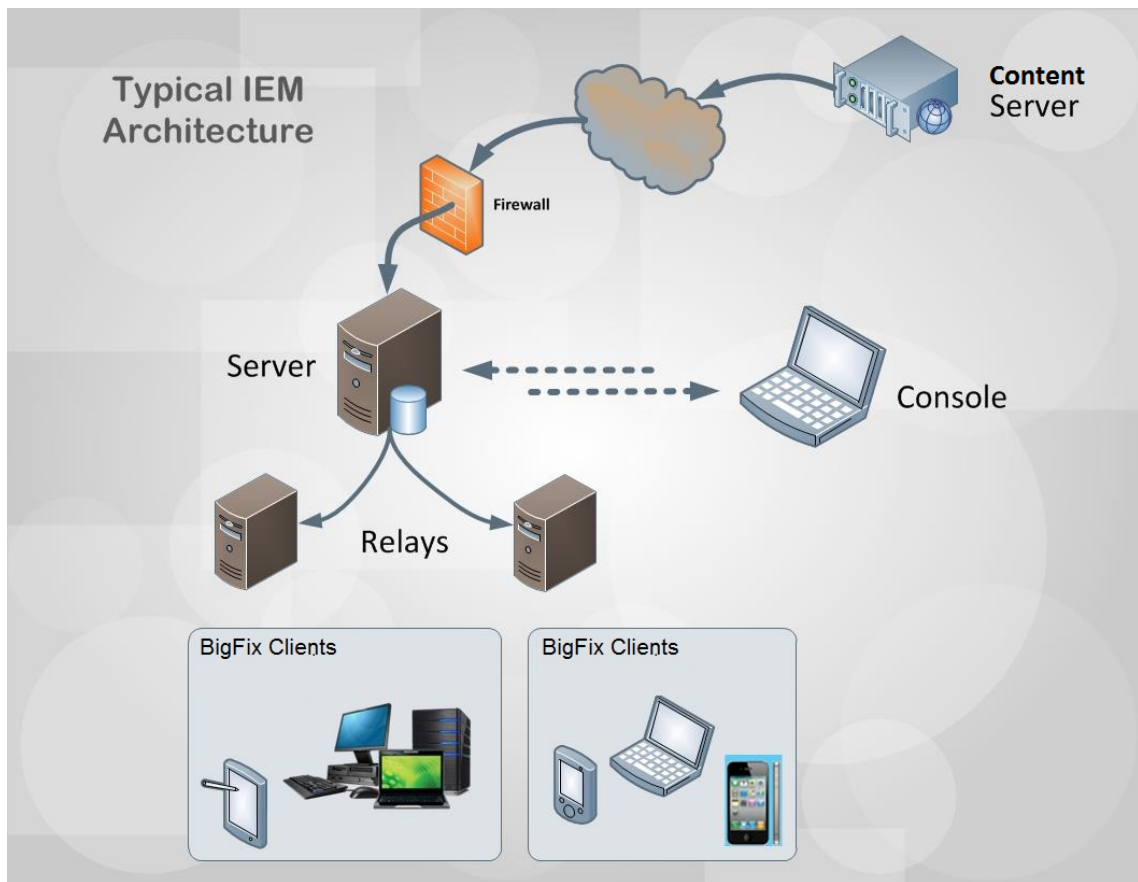 Typical IEM
Architecture
Content
Server
Firewall
Server
Console
Relays
BigFix Clients
BigFix Clients